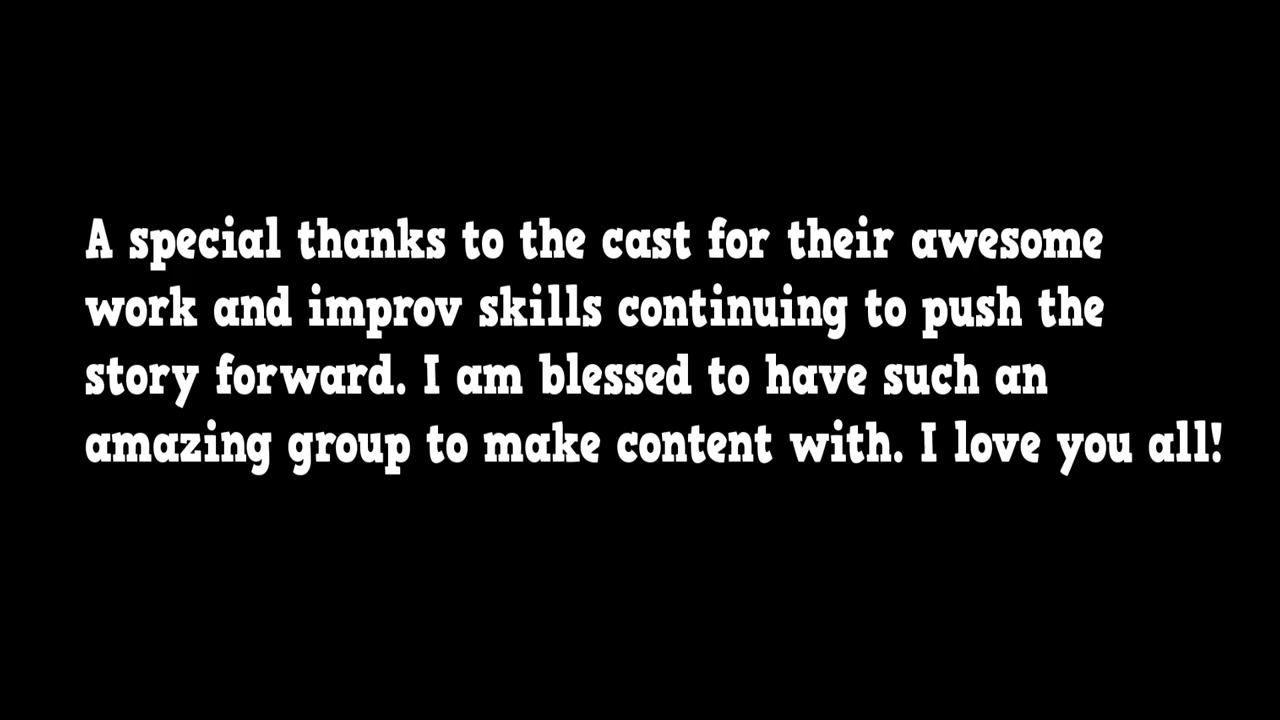 A special thanks to the cast for their awesome
work and improv skills continuing to push the
story forward. I am blessed to have such an
amazing group to make content with. I love you all!